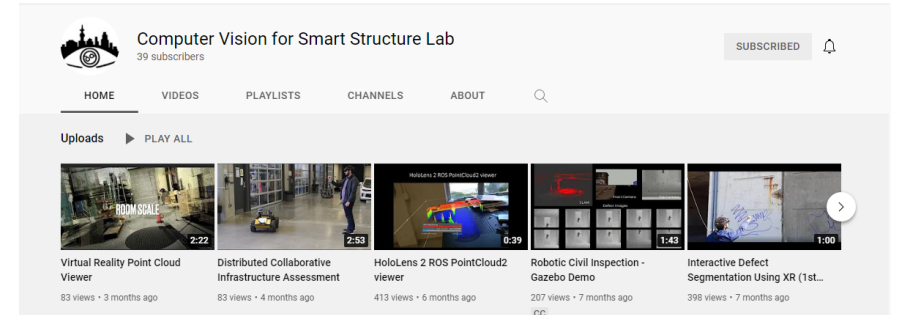 Computer Vision for Smart Structure Lab
39 subscribers
SUBSCRIBED
HOME VIDEOS PLAYLISTS CHANNELS ABOUT
Uploads PLAY ALL
ROOM SCALE
2:22
2:53
HoloLens 2 ROS PointCloud2 viewer
0:39
Defect Images
1:43
1:00
Virtual Reality Point Cloud
Viewer
83 views • 3 months ago
Distributed Collaborative
Infrastructure Assessment
83 views • 4 months ago
HoloLens 2 ROS PointCloud2
viewer
413 views • 6 months ago
Robotic Civil Inspection -
Gazebo Demo
207 views • 7 months ago
CC
Interactive Defect
Segmentation Using XR (1st...
398 views • 7 months ago